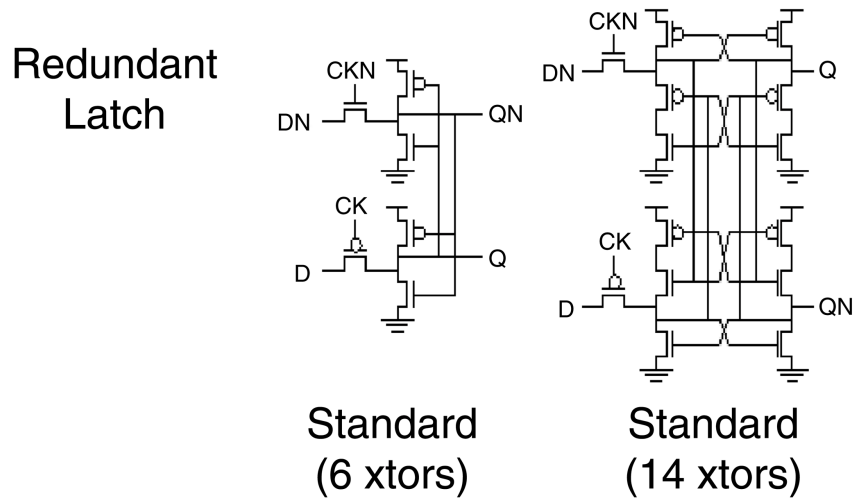 Redundant
Latch
CKN
DN
QN
CK
D
Q
Standard
(6 xtors)
CKN
DN
Q
CK
D
QN
Standard
(14 xtors)